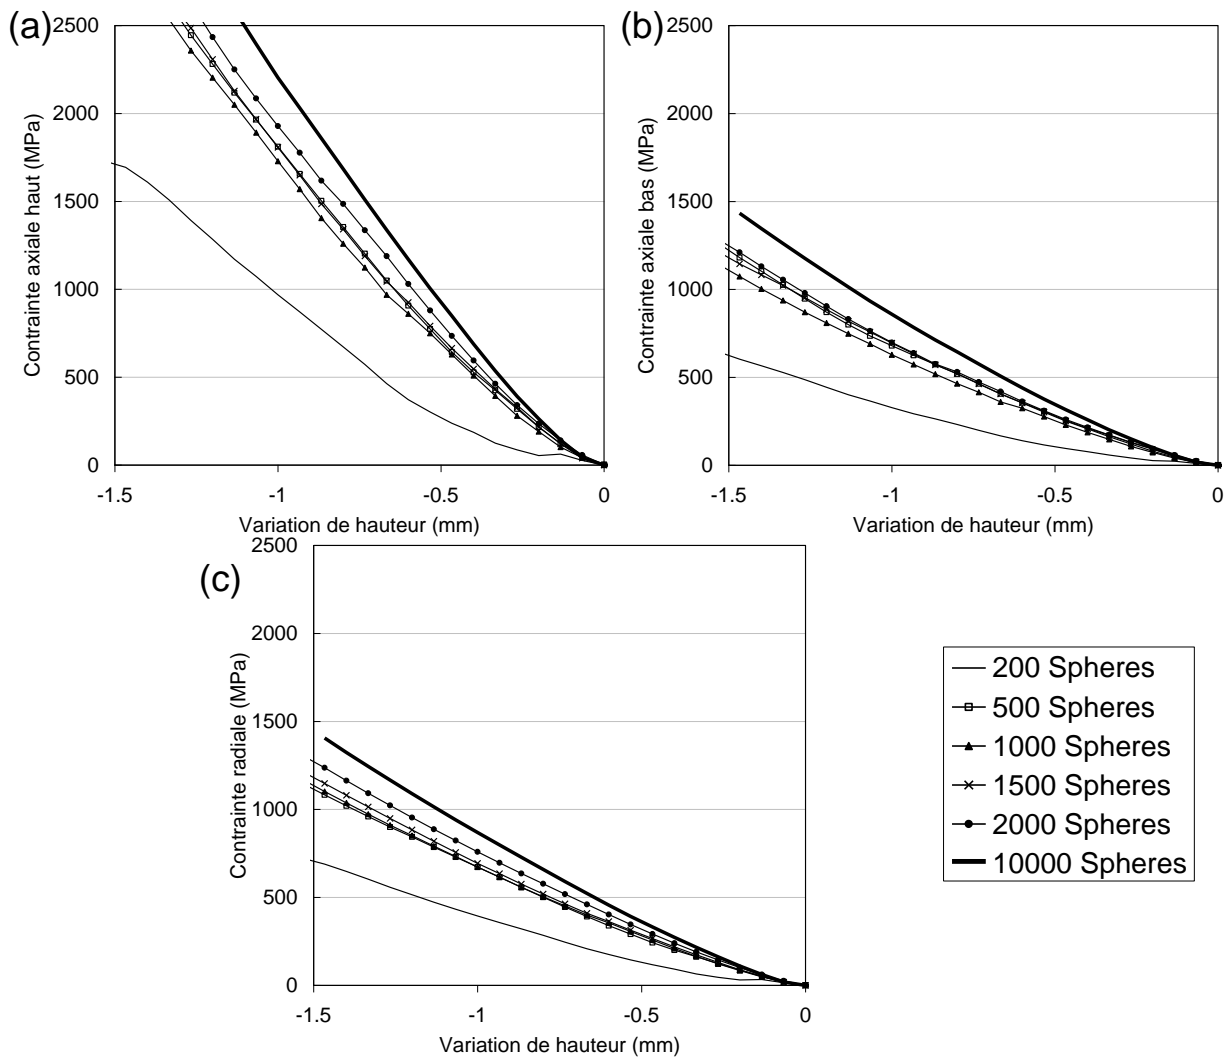 (a)
2500
2000
1500
1000
500
0
-1.5
-1
-0.5
0
Contrainte axiale haut (MPa)
Variation de hauteur (mm)
(b)
2500
2000
1500
1000
500
0
-1.5
-1
-0.5
0
Contrainte axiale bas (MPa)
Variation de hauteur (mm)
(c)
2500
2000
1500
1000
500
0
-1.5
-1
-0.5
0
Contrainte radiale (MPa)
Variation de hauteur (mm)
200 Spheres
500 Spheres
1000 Spheres
1500 Spheres
2000 Spheres
10000 Spheres